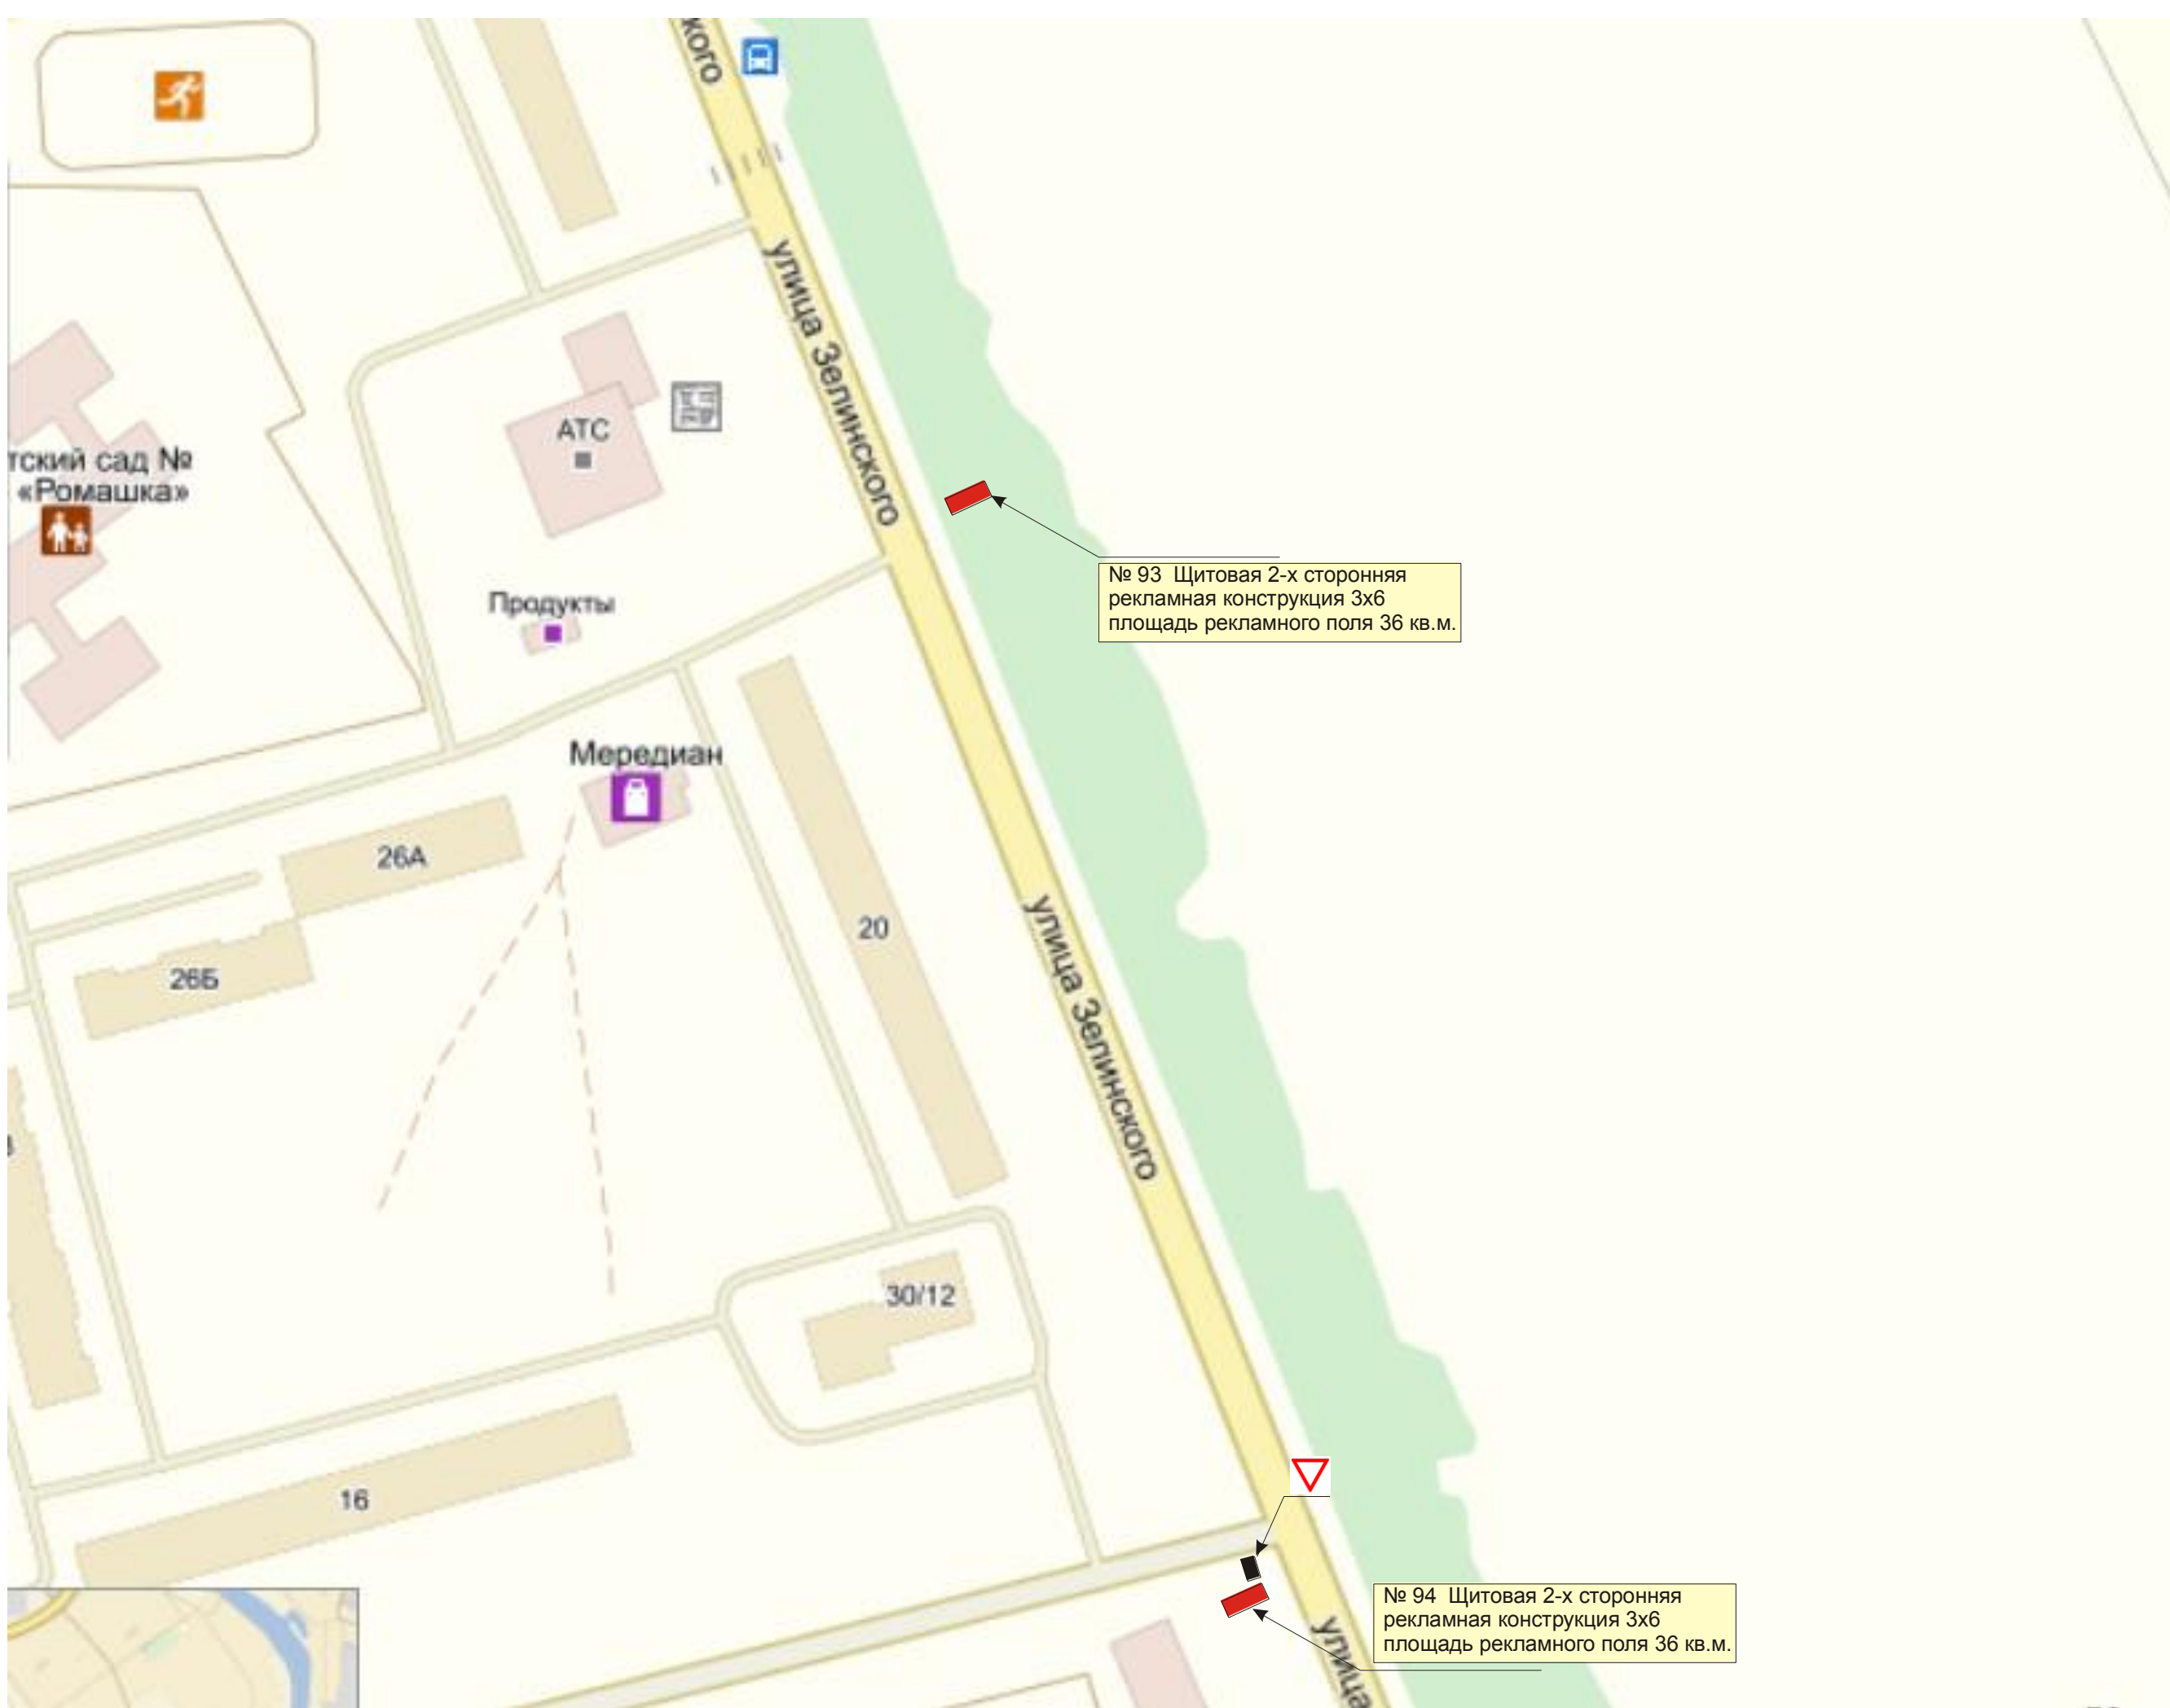 кого
улица Зелинского
АТС
тский сад №
«Ромашка»
№ 93 Щитовая 2-х сторонняя
рекламная конструкция 3х6
площадь рекламного поля 36 кв.м.
Продукты
Мередиан
26А
20
26Б
улица Зелинского
30/12
16
№ 94 Щитовая 2-х сторонняя
рекламная конструкция 3х6
площадь рекламного поля 36 кв.м.
улица